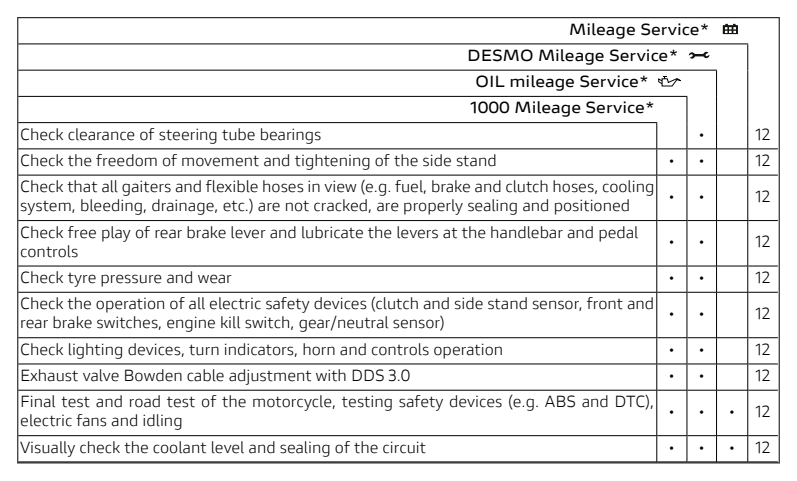 Mileage Service*
DESMO Mileage Service*
OIL mileage Service*
1000 Mileage Service*
Check clearance of steering tube bearings • 12
Check the freedom of movement and tightening of the side stand • • 12
Check that all gaiters and flexible hoses in view (e.g. fuel, brake and clutch hoses, cooling
system, bleeding, drainage, etc.) are not cracked, are properly sealing and positioned • • 12
Check free play of rear brake lever and lubricate the levers at the handlebar and pedal
controls • • 12
Check tyre pressure and wear • • 12
Check the operation of all electric safety devices (clutch and side stand sensor, front and
rear brake switches, engine kill switch, gear/neutral sensor) • • 12
Check lighting devices, turn indicators, horn and controls operation • • 12
Exhaust valve Bowden cable adjustment with DDS 3.0 • • 12
Final test and road test of the motorcycle, testing safety devices (e.g. ABS and DTC),
electric fans and idling • • • 12
Visually check the coolant level and sealing of the circuit • • • 12